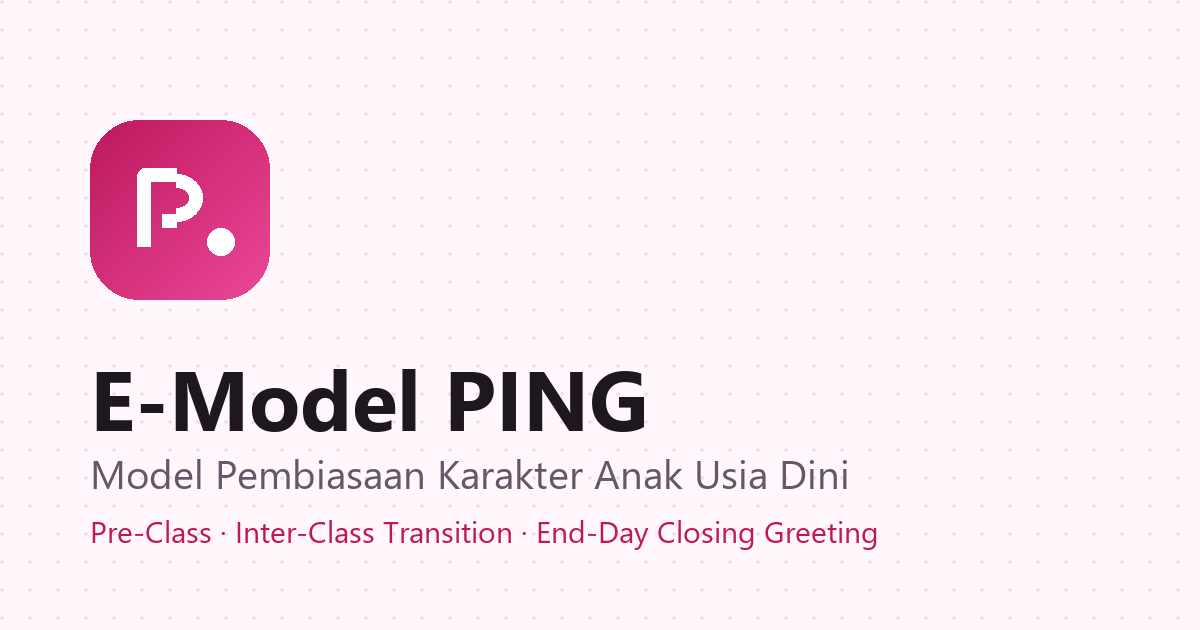 P.
E-Model PING
Model Pembiasaan Karakter Anak Usia Dini
Pre-Class · Inter-Class Transition · End-Day Closing Greeting